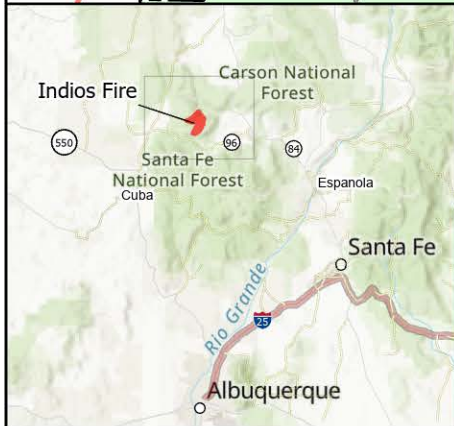 Carson National
Forest
Indios Fire
550
96
84
Santa Fe
National Forest
Espanola
Cuba
Santa Fe
Rio Grande
25
Albuquerque